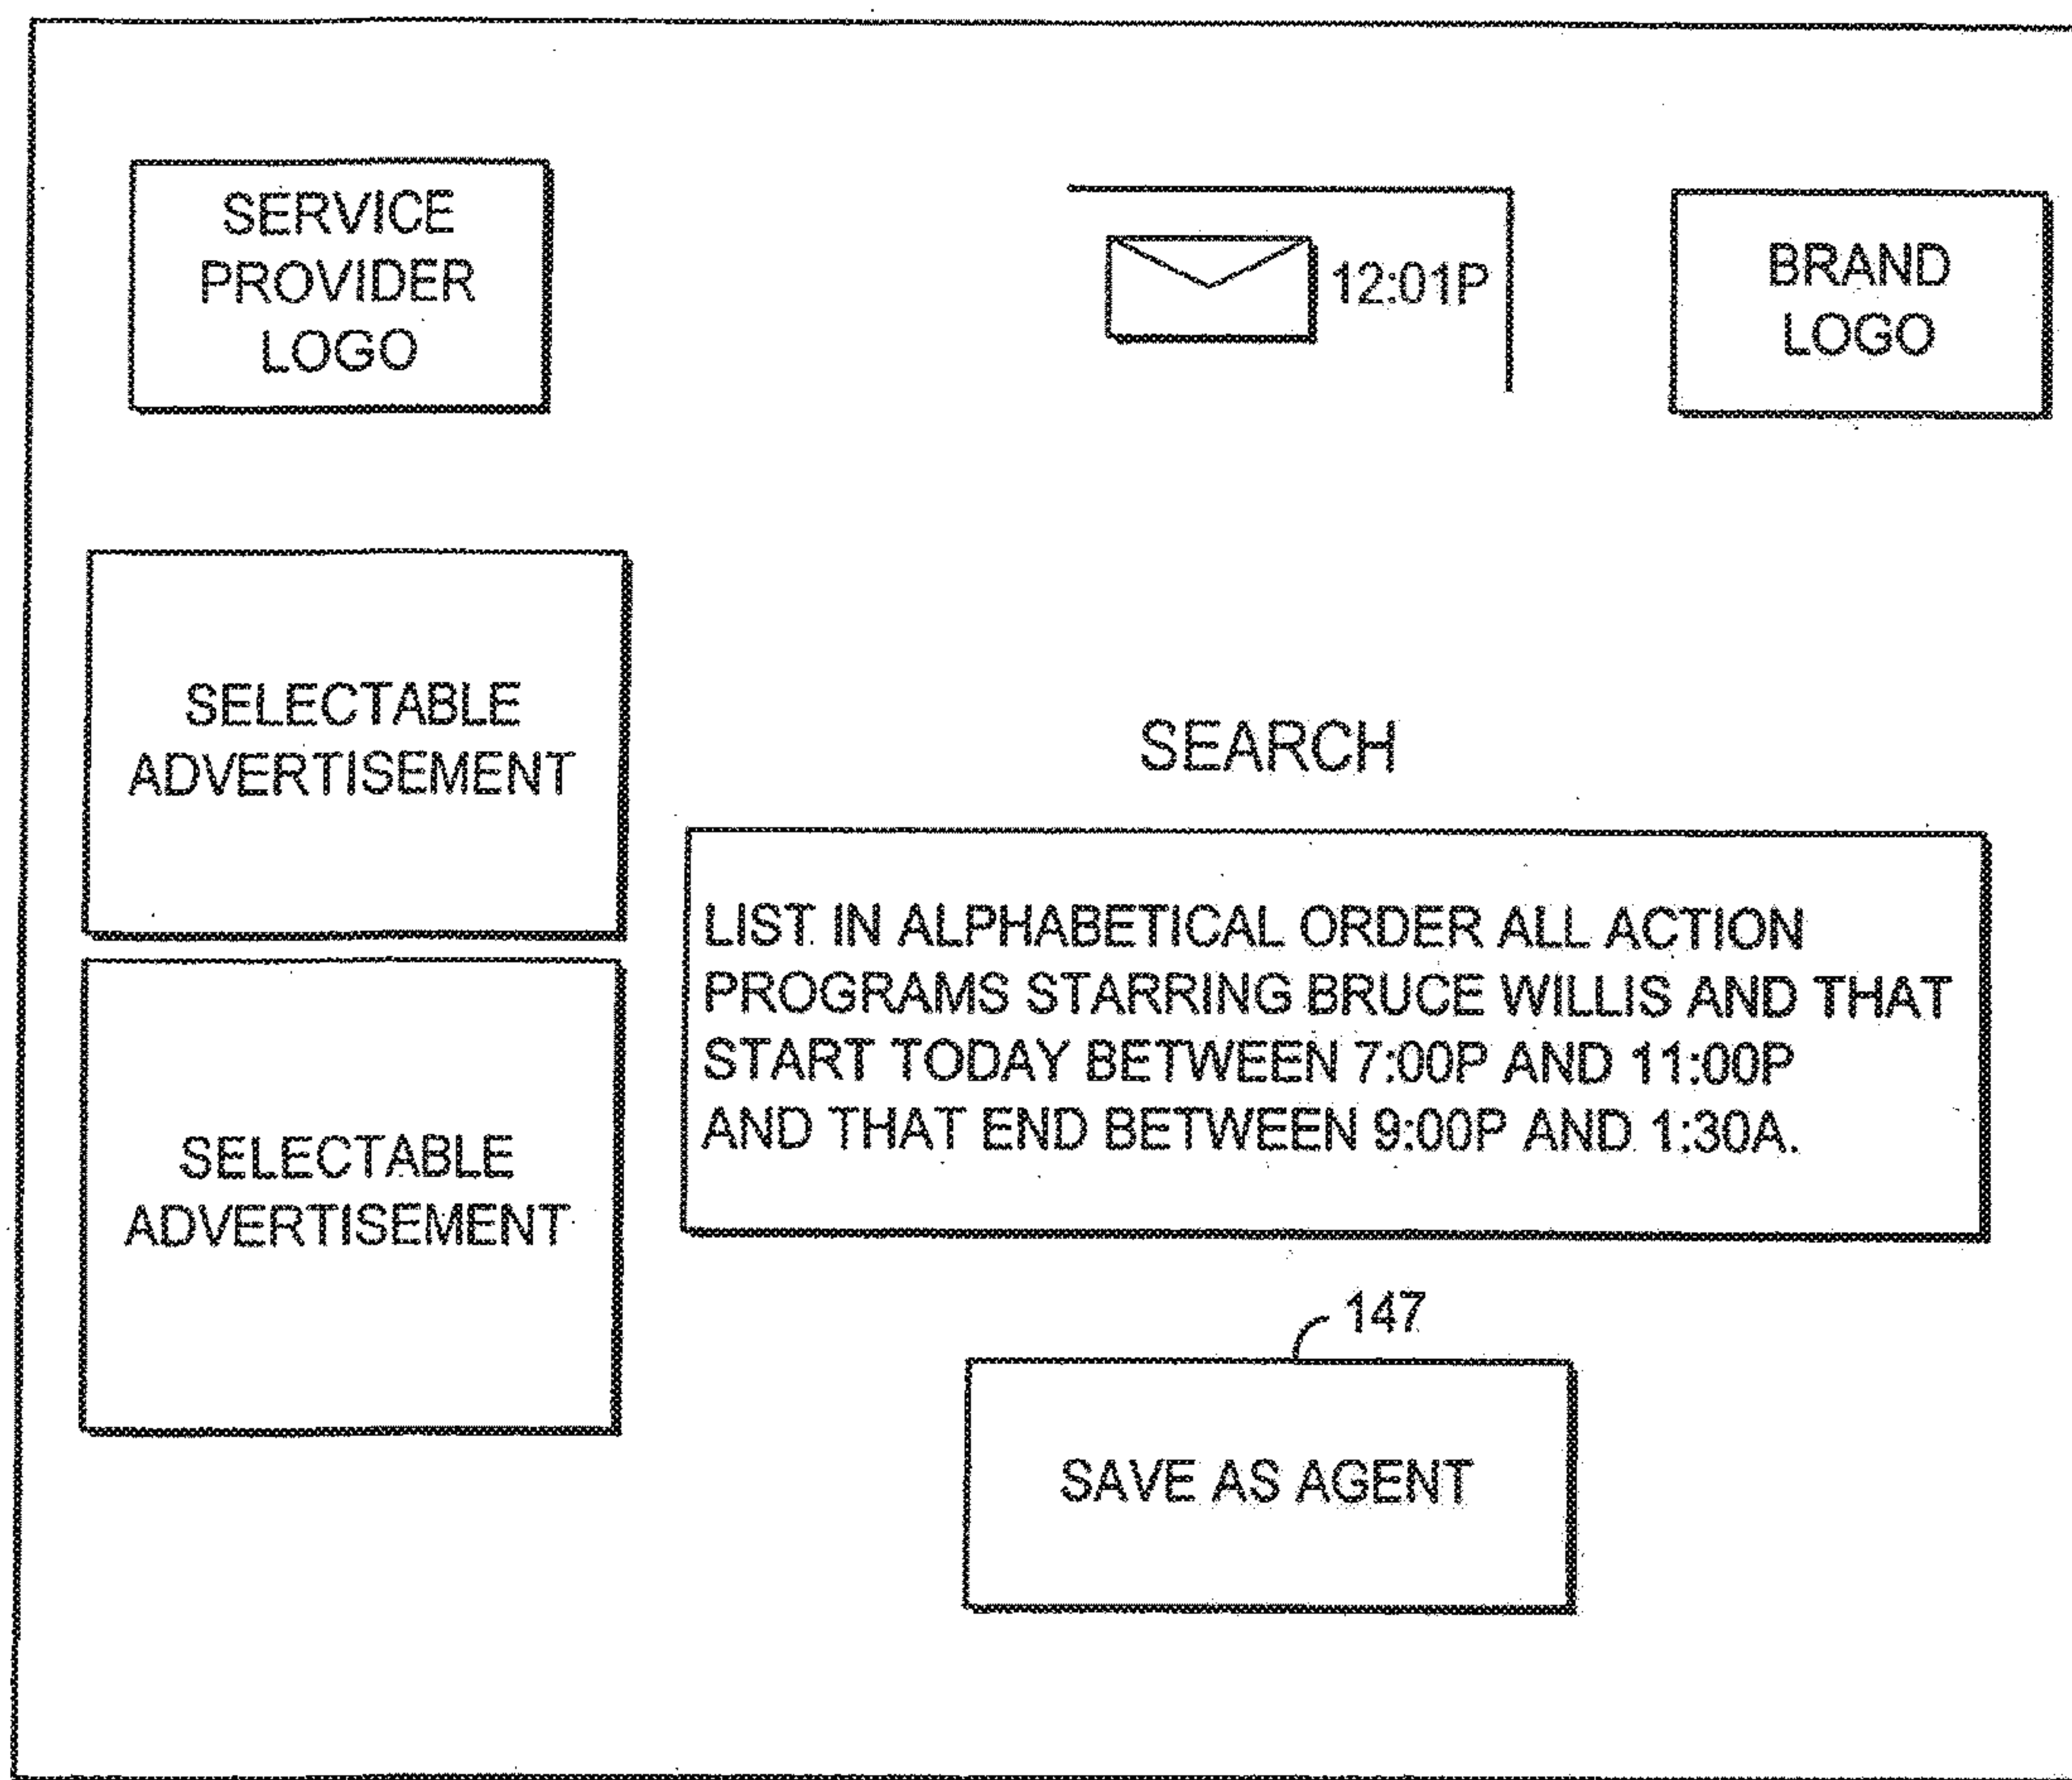 SERVICE
PROVIDER
LOGO
12:01P
BRAND
LOGO
SELECTABLE
ADVERTISEMENT
SELECTABLE
ADVERTISEMENT
SEARCH
LIST IN ALPHABETICAL ORDER ALL ACTION
PROGRAMS STARRING BRUCE WILLIS AND THAT
START TODAY BETWEEN 7:00P AND 11:00P
AND THAT END BETWEEN 9:00P AND 1:30A.
147
SAVE AS AGENT